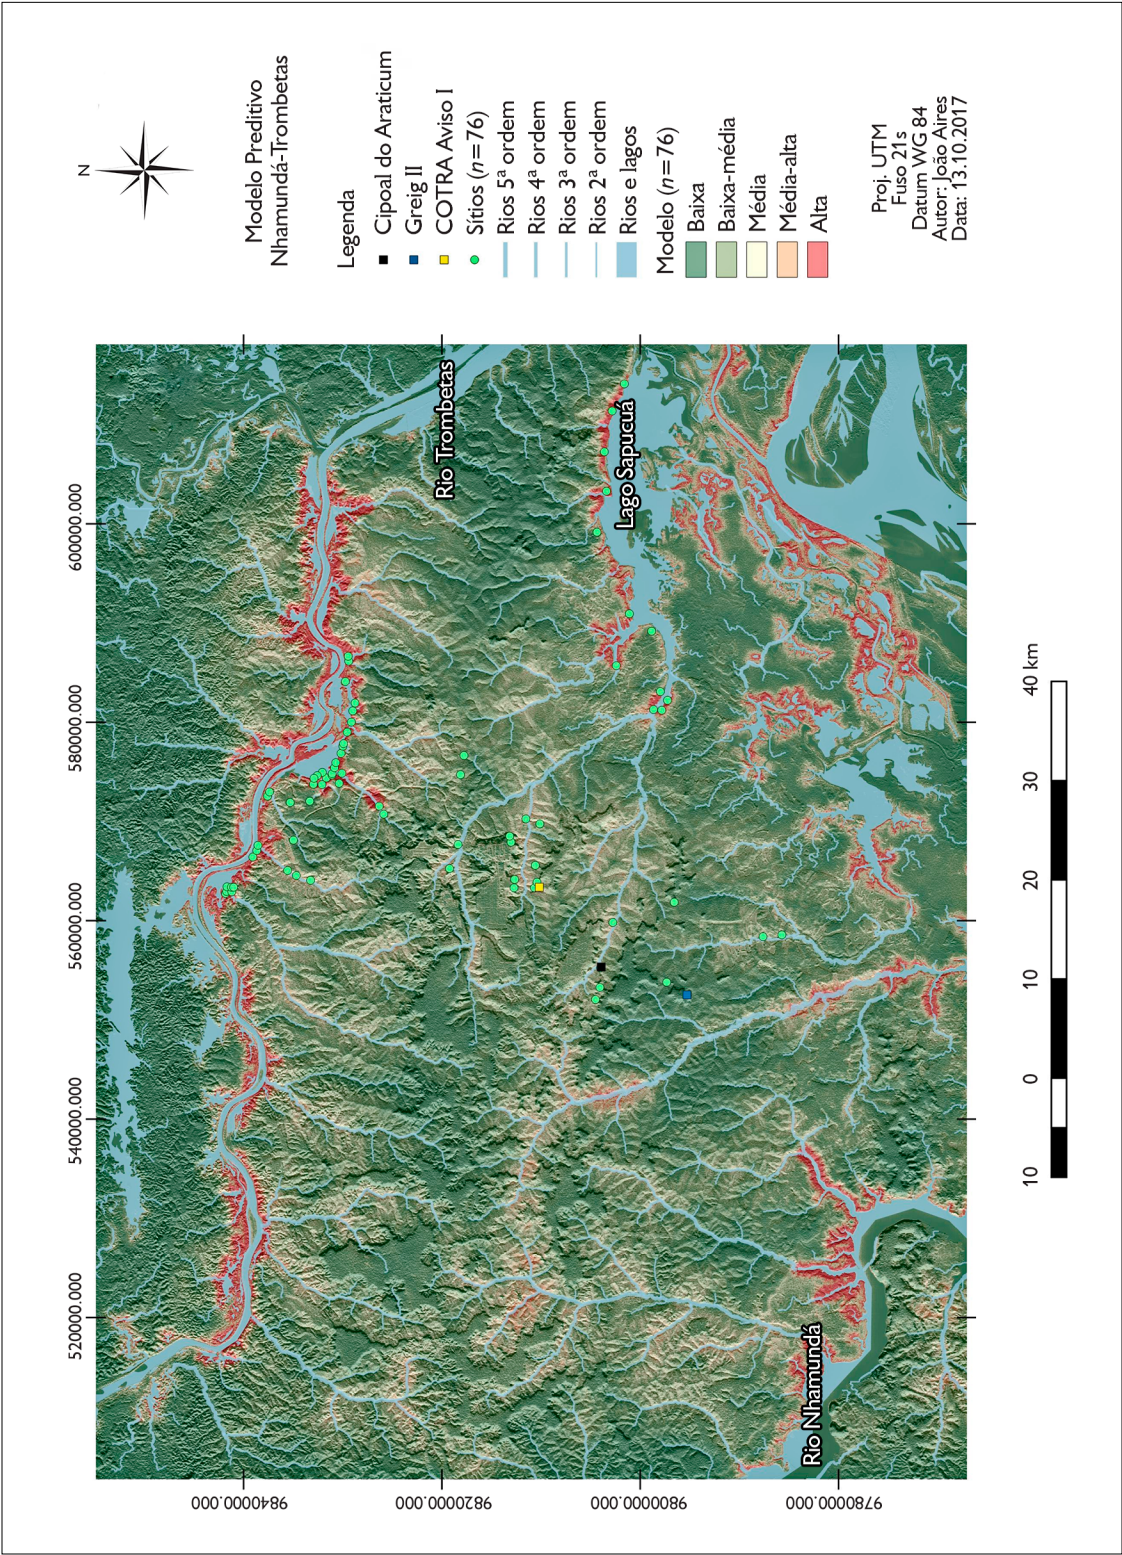 N
Modelo Preditivo
Nhamundá-Trombetas
Legenda
Cipoal do Araticum
Greig II
COTRA Aviso I
Sítios (n=76)
Rios 5ª ordem
Rios 4ª ordem
Rios 3ª ordem
Rios 2ª ordem
Rios e lagos
Modelo (n=76)
Baixa
Baixa-média
Média
Média-alta
Alta
Proj. UTM
Fuso 21s
Datum WG 84
Autor: João Aires
Data: 13.10.2017
520000.000
540000.000
560000.000
580000.000
600000.000
9840000.000
9820000.000
9800000.000
9780000.000
Rio Trombetas
Lago Sapucuá
Rio Nhamundá
10
0
10
20
30
40 km